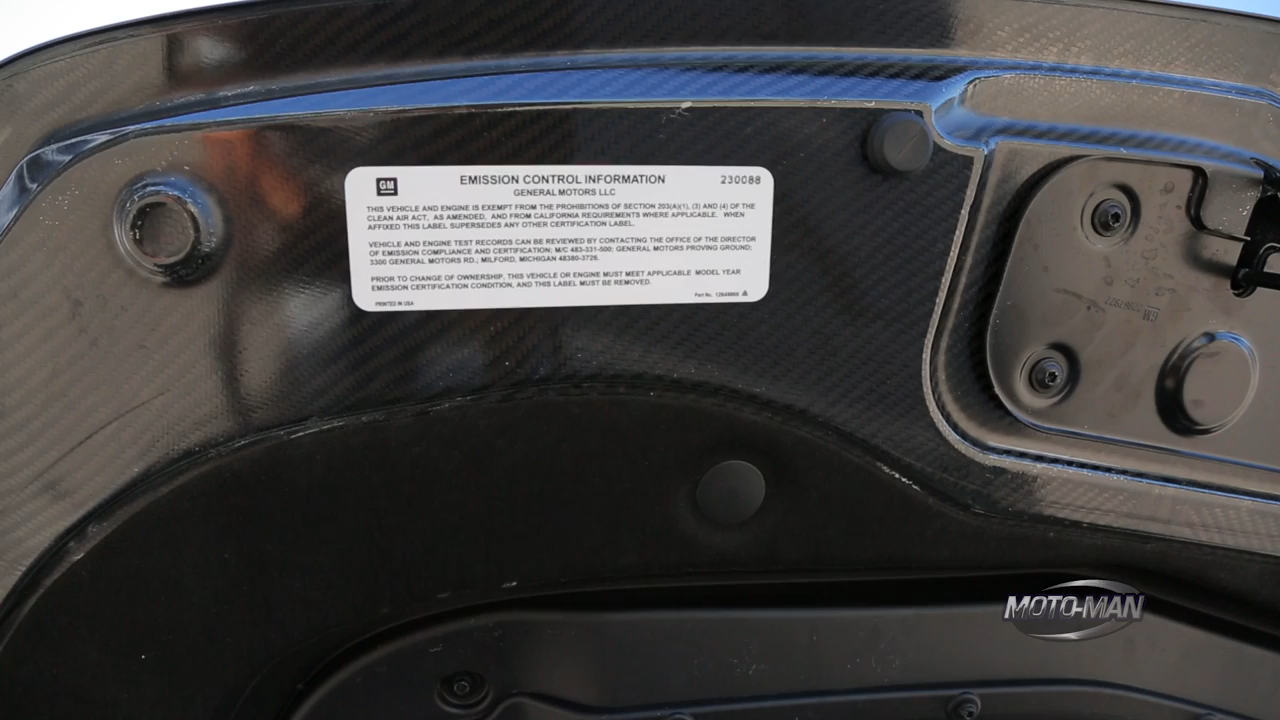 GM
EMISSION CONTROL INFORMATION
230088
GENERAL MOTORS LLC
THIS VEHICLE AND ENGINE IS EXEMPT FROM THE PROHIBITIONS OF SECTION 203(A)(1), (3) AND (4) OF THE
CLEAN AIR ACT, AS AMENDED, AND FROM CALIFORNIA REQUIREMENTS WHERE APPLICABLE. WHEN
AFFIXED THIS LABEL SUPERSEDES ANY OTHER CERTIFICATION LABEL.
VEHICLE AND ENGINE TEST RECORDS CAN BE REVIEWED BY CONTACTING THE OFFICE OF THE DIRECTOR
OF EMISSION COMPLIANCE AND CERTIFICATION; M/C 483-331-500; GENERAL MOTORS PROVING GROUND;
3300 GENERAL MOTORS RD.; MILFORD, MICHIGAN 48380-3726.
PRIOR TO CHANGE OF OWNERSHIP, THIS VEHICLE OR ENGINE MUST MEET APPLICABLE MODEL YEAR
EMISSION CERTIFICATION CONDITION, AND THIS LABEL MUST BE REMOVED.
PRINTED IN USA
Part No.
GM
MOTO-MAN